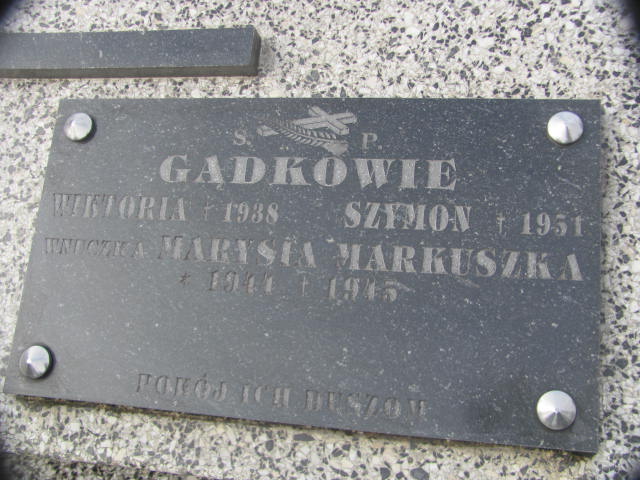 S. P.
GĄDKOWIE
WIKTORIA † 1938 SZYMON † 1951
WNUCZKA MARYSIA MARKUSZKA
* 1944 † 1945
POKÓJ ICH DUSZOM